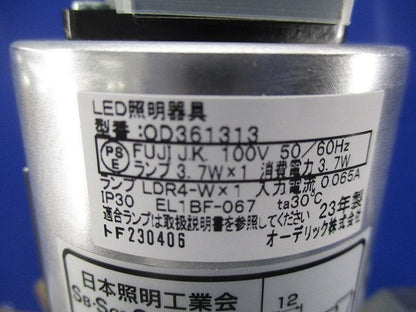 LED照明器具
型番:OD361313
PS E FUJI J.K. 100V 50/60Hz
ランプ 3.7W×1 消費電力 3.7W
ランプ LDR4-W×1 入力電流 0.065A
IP30 EL1BF-067 ta30℃
適合ランプは取扱説明書を参照してください 23年製
トF230406 オーデリック株式会社
日本照明工業会
12